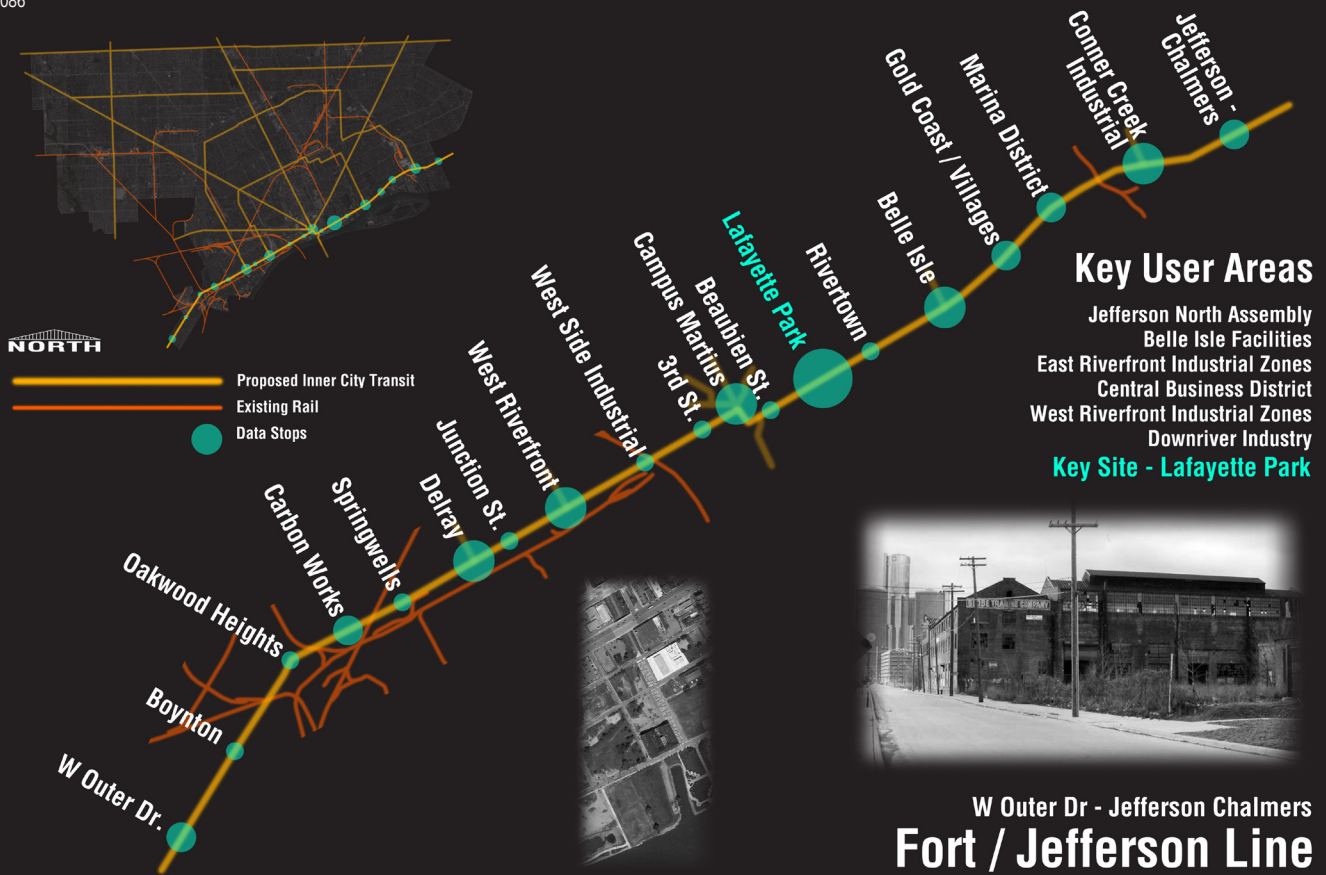 086
NORTH
Proposed Inner City Transit
Existing Rail
Data Stops
W Outer Dr.
Boynton
Oakwood Heights
Carbon Works
Springwells
Delray
Junction St.
West Riverfront
West Side Industrial
3rd St.
Campus Martius
Beaubien St.
Lafayette Park
Rivertown
Belle Isle
Gold Coast / Villages
Marina District
Conner Creek
Industrial
Jefferson -
Chalmers
Key User Areas
Jefferson North Assembly
Belle Isle Facilities
East Riverfront Industrial Zones
Central Business District
West Riverfront Industrial Zones
Downriver Industry
Key Site - Lafayette Park
GLOBE TRADING COMPANY
W Outer Dr - Jefferson Chalmers
Fort / Jefferson Line